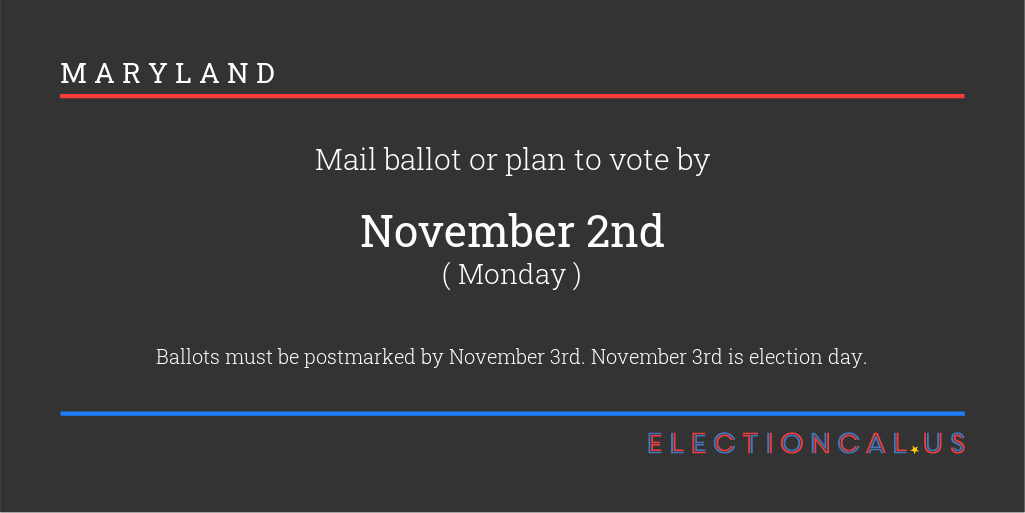 MARYLAND
Mail ballot or plan to vote by
November 2nd
( Monday )
Ballots must be postmarked by November 3rd. November 3rd is election day.
ELECTIONCAL.US